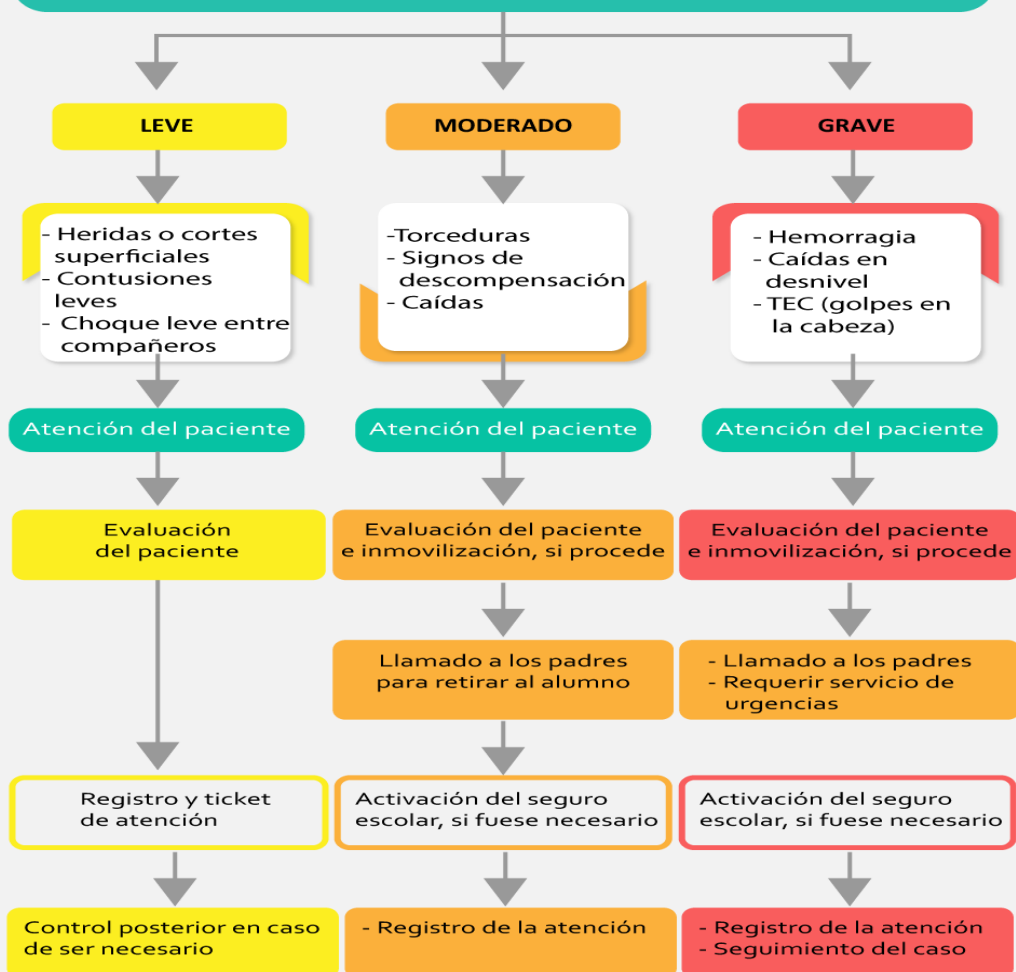 LEVE
MODERADO
GRAVE
- Heridas o cortes
superficiales
- Contusiones
leves
- Choque leve entre
compañeros
-Torceduras
- Signos de
descompensación
- Caídas
- Hemorragia
- Caídas en
desnivel
- TEC (golpes en
la cabeza)
Atención del paciente
Atención del paciente
Atención del paciente
Evaluación
del paciente
Evaluación del paciente
e inmovilización, si procede
Evaluación del paciente
e inmovilización, si procede
Llamado a los padres
para retirar al alumno
- Llamado a los padres
- Requerir servicio de
urgencias
Registro y ticket
de atención
Activación del seguro
escolar, si fuese necesario
Activación del seguro
escolar, si fuese necesario
Control posterior en caso
de ser necesario
- Registro de la atención
- Registro de la atención
- Seguimiento del caso